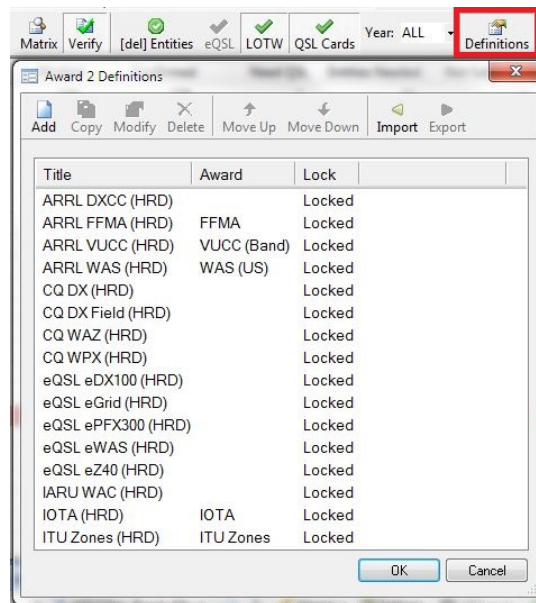 Matrix Verify [del] Entities eQSL LOTW QSL Cards Year: ALL Definitions
Award 2 Definitions
Add Copy Modify Delete Move Up Move Down Import Export
Title Award Lock
ARRL DXCC (HRD) Locked
ARRL FFMA (HRD) FFMA Locked
ARRL VUCC (HRD) VUCC (Band) Locked
ARRL WAS (HRD) WAS (US) Locked
CQ DX (HRD) Locked
CQ DX Field (HRD) Locked
CQ WAZ (HRD) Locked
CQ WPX (HRD) Locked
eQSL eDX100 (HRD) Locked
eQSL eGrid (HRD) Locked
eQSL ePFX300 (HRD) Locked
eQSL eWAS (HRD) Locked
eQSL eZ40 (HRD) Locked
IARU WAC (HRD) Locked
IOTA (HRD) IOTA Locked
ITU Zones (HRD) ITU Zones Locked
OK Cancel